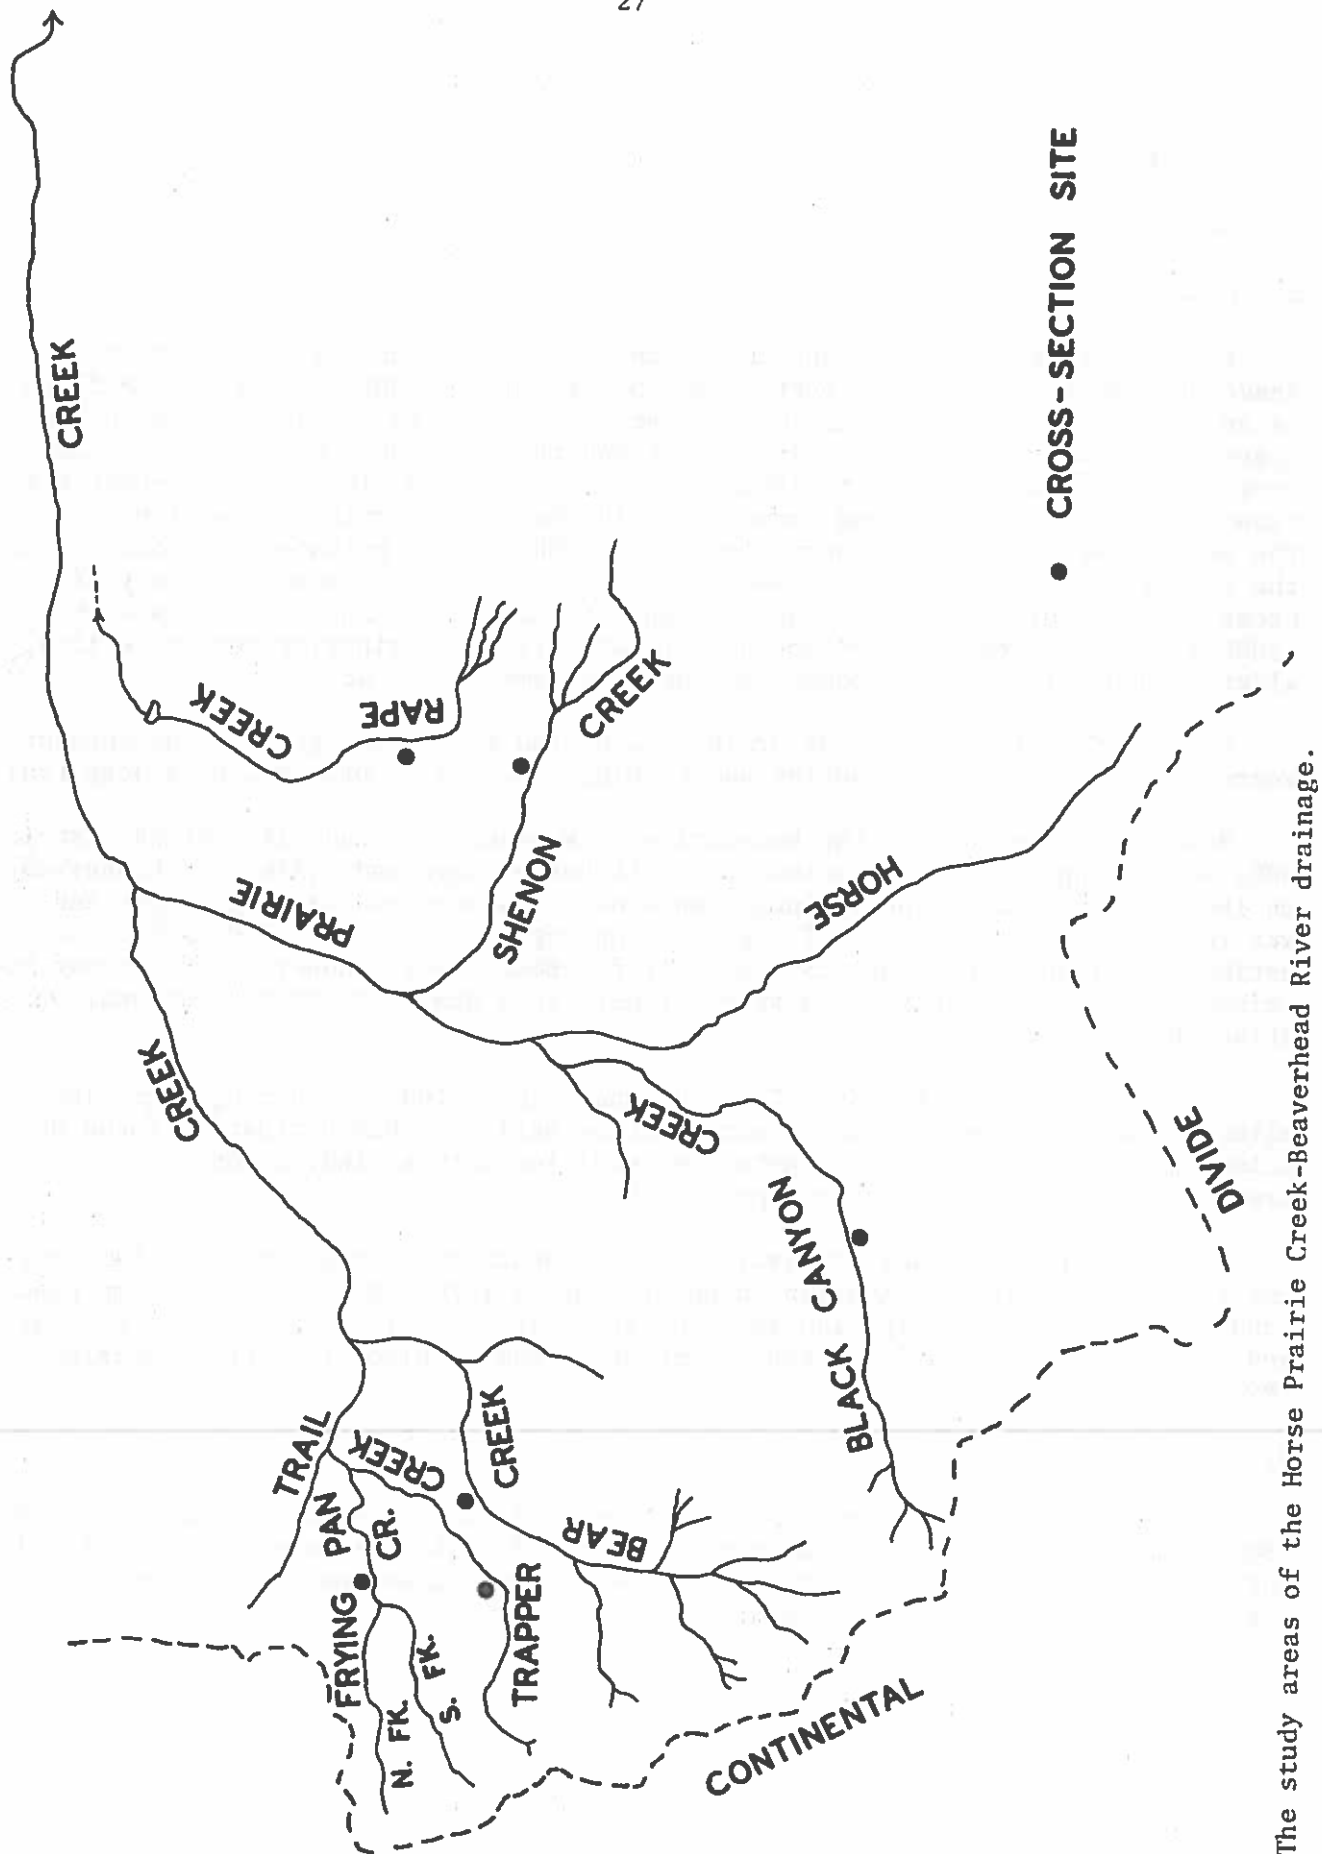 27
CREEK
CREEK
RAPE
CREEK
SHENON
PRAIRIE
HORSE
CREEK
CREEK
BLACK CANYON
TRAIL
CREEK
CREEK
BEAR
FRYING PAN
CR.
N. FK.
S. FK.
TRAPPER
CONTINENTAL
DIVIDE
● CROSS-SECTION SITE
The study areas of the Horse Prairie Creek-Beaverhead River drainage.